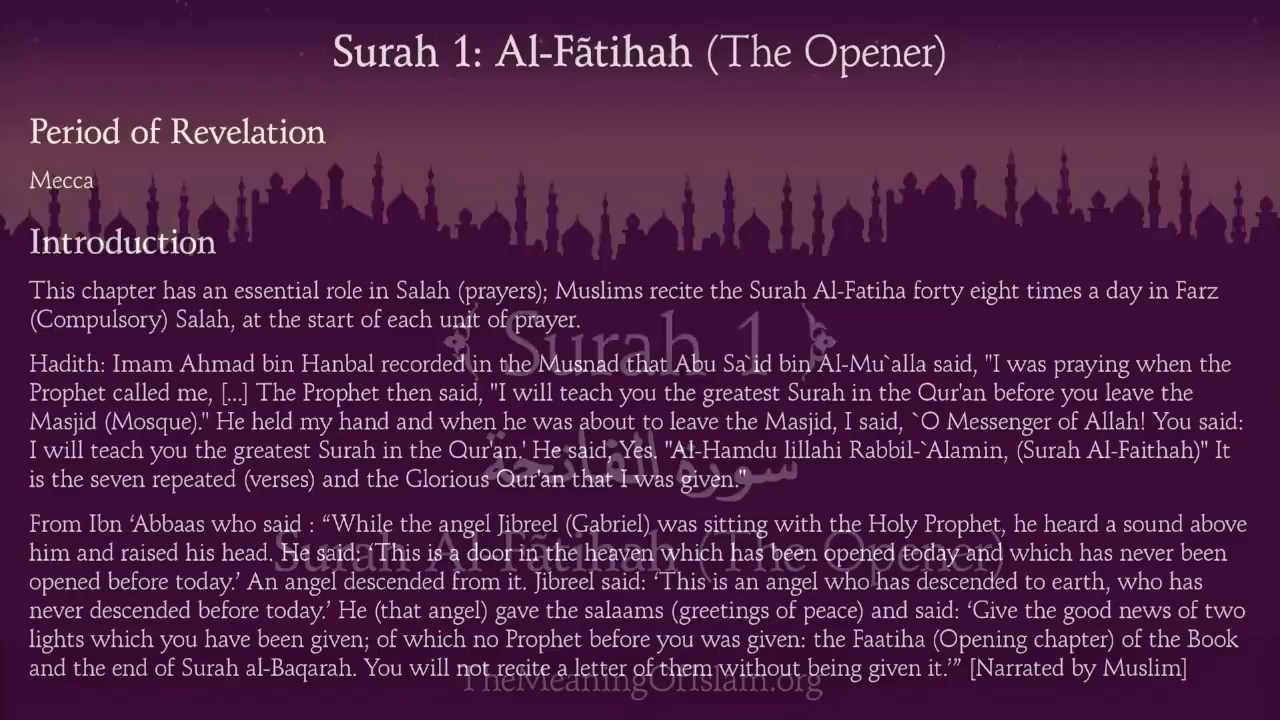 Surah 1: Al-Fãtihah (The Opener)
Period of Revelation
Mecca
Introduction
This chapter has an essential role in Salah (prayers); Muslims recite the Surah Al-Fatiha forty eight times a day in Farz
(Compulsory) Salah, at the start of each unit of prayer.
﴾ Surah 1 ﴿
Hadith: Imam Ahmad bin Hanbal recorded in the Musnad that Abu Sa`id bin Al-Mu`alla said, "I was praying when the
Prophet called me, [...] The Prophet then said, "I will teach you the greatest Surah in the Qur'an before you leave the
Masjid (Mosque)." He held my hand and when he was about to leave the Masjid, I said, `O Messenger of Allah! You said:
I will teach you the greatest Surah in the Qur'an.' He said, Yes. "Al-Hamdu lillahi Rabbil-`Alamin, (Surah Al-Faithah)" It
is the seven repeated (verses) and the Glorious Qur'an that I was given."
سورة الفاتحة
From Ibn ‘Abbaas who said : “While the angel Jibreel (Gabriel) was sitting with the Holy Prophet, he heard a sound above
him and raised his head. He said: ‘This is a door in the heaven which has been opened today and which has never been
Surah Al-Fãtihah (The Opener)
opened before today.’ An angel descended from it. Jibreel said: ‘This is an angel who has descended to earth, who has
never descended before today.’ He (that angel) gave the salaams (greetings of peace) and said: ‘Give the good news of two
lights which you have been given; of which no Prophet before you was given: the Faatiha (Opening chapter) of the Book
and the end of Surah al-Baqarah. You will not recite a letter of them without being given it.’” [Narrated by Muslim]
TheMeaningOfIslam.org